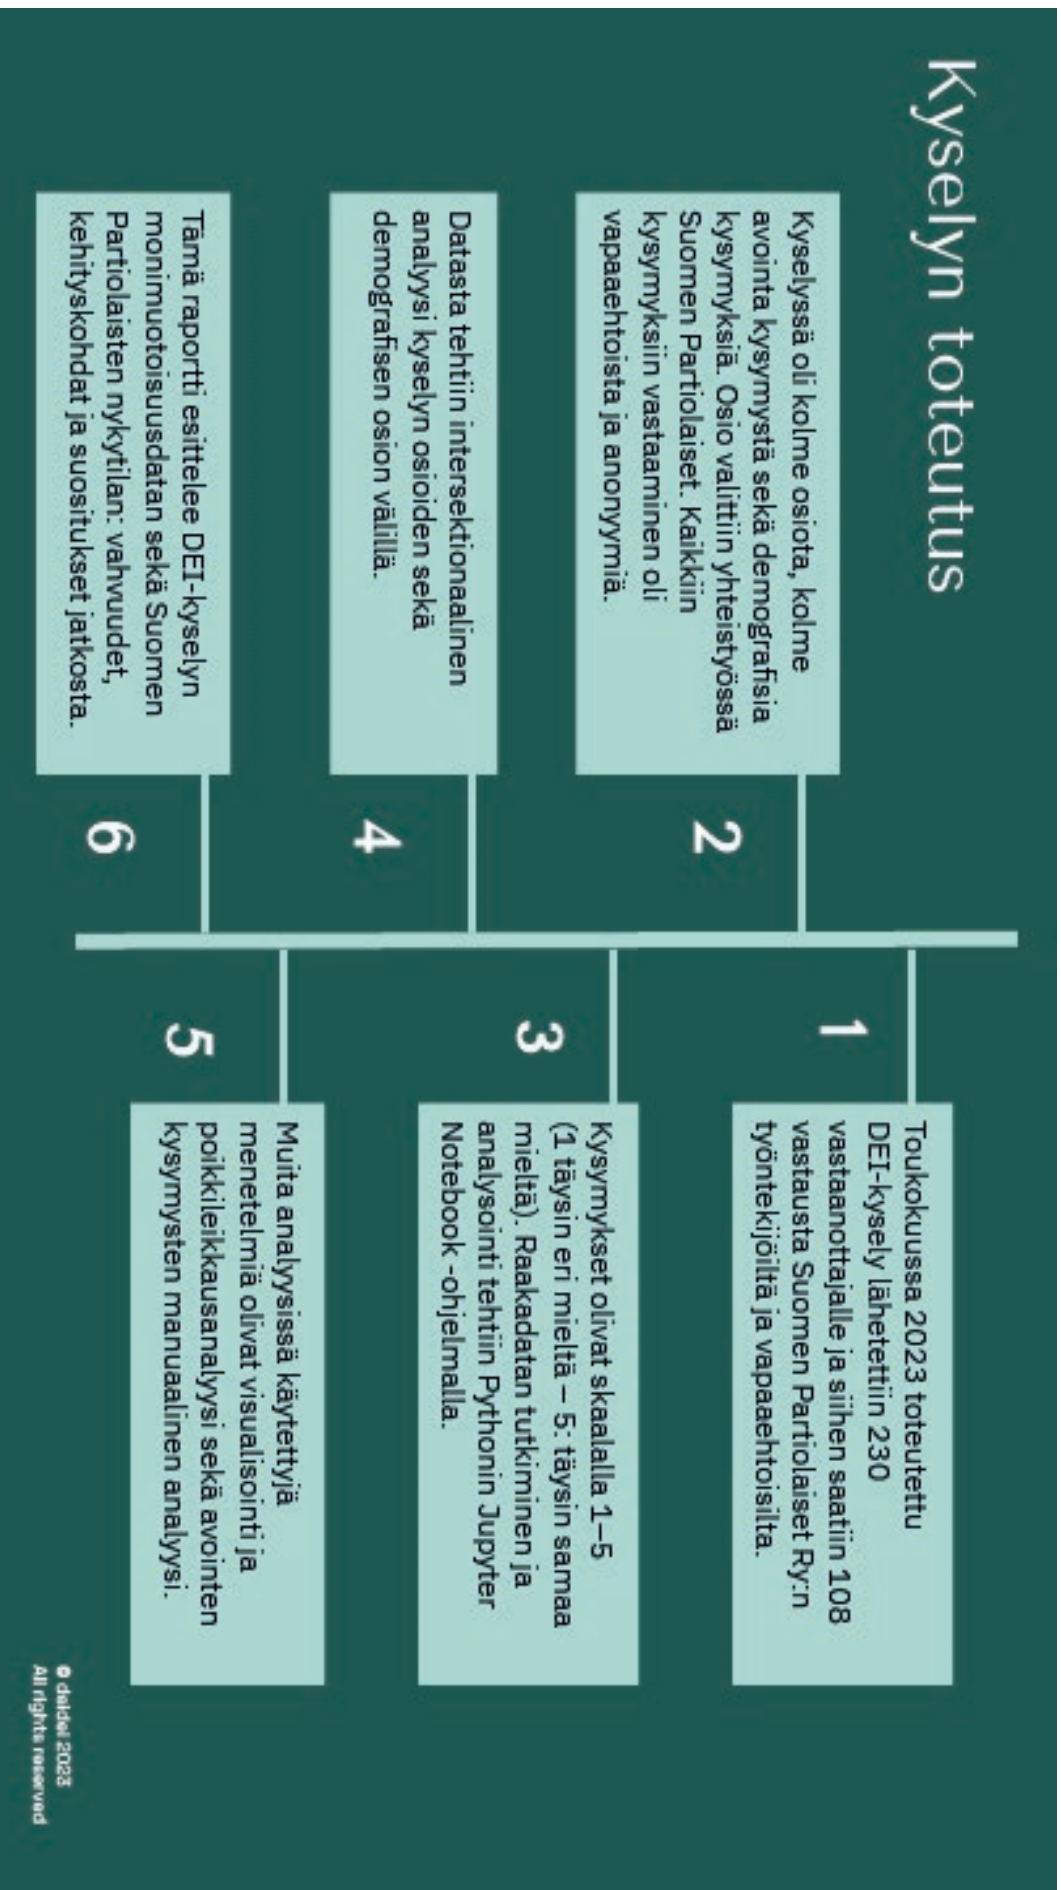 Kyselyn toteutus
1
Toukokuussa 2023 toteutettu
DEI-kysely lähetettiin 230
vastaanottajalle ja siihen saatiin 108
vastausta Suomen Partiolaiset Ry:n
työntekijöiltä ja vapaaehtoisilta.
2
Kyselyssä oli kolme osiota, kolme
avointa kysymystä sekä demografisia
kysymyksiä. Osio valittiin yhteistyössä
Suomen Partiolaiset. Kaikkiin
kysymyksiin vastaaminen oli
vapaaehtoista ja anonyymiä.
3
Kysymykset olivat skaalalla 1–5
(1 täysin eri mieltä – 5: täysin samaa
mieltä). Raakadatan tutkiminen ja
analysointi tehtiin Pythonin Jupyter
Notebook -ohjelmalla.
4
Datasta tehtiin intersektionaalinen
analyysi kyselyn osioiden sekä
demografisen osion välillä.
5
Muita analyysissä käytettyjä
menetelmiä olivat visualisointi ja
poikkileikkausanalyysi sekä avointen
kysymysten manuaalinen analyysi.
6
Tämä raportti esittelee DEI-kyselyn
monimuotoisuusdatan sekä Suomen
Partiolaisten nykytilan: vahvuudet,
kehityskohdat ja suositukset jatkosta.
© deidei 2023
All rights reserved